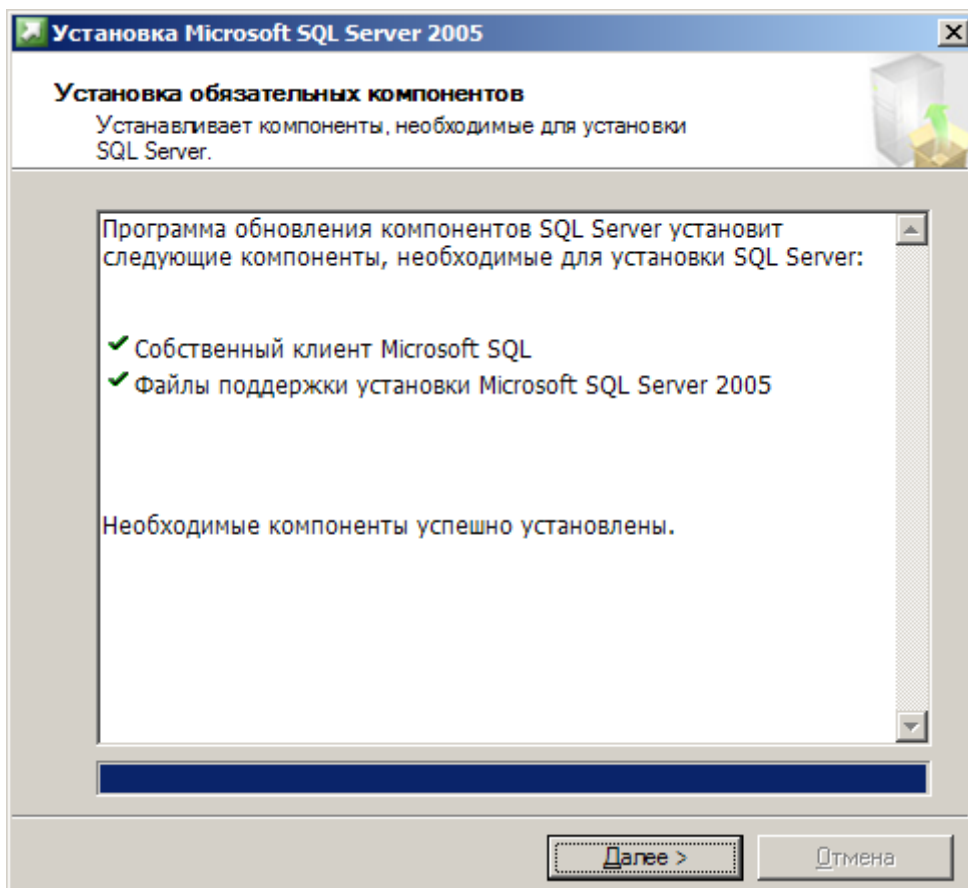 Установка Microsoft SQL Server 2005
Установка обязательных компонентов
Устанавливает компоненты, необходимые для установки
SQL Server.
Программа обновления компонентов SQL Server установит
следующие компоненты, необходимые для установки SQL Server:
Собственный клиент Microsoft SQL
Файлы поддержки установки Microsoft SQL Server 2005
Необходимые компоненты успешно установлены.
Далее >
Отмена